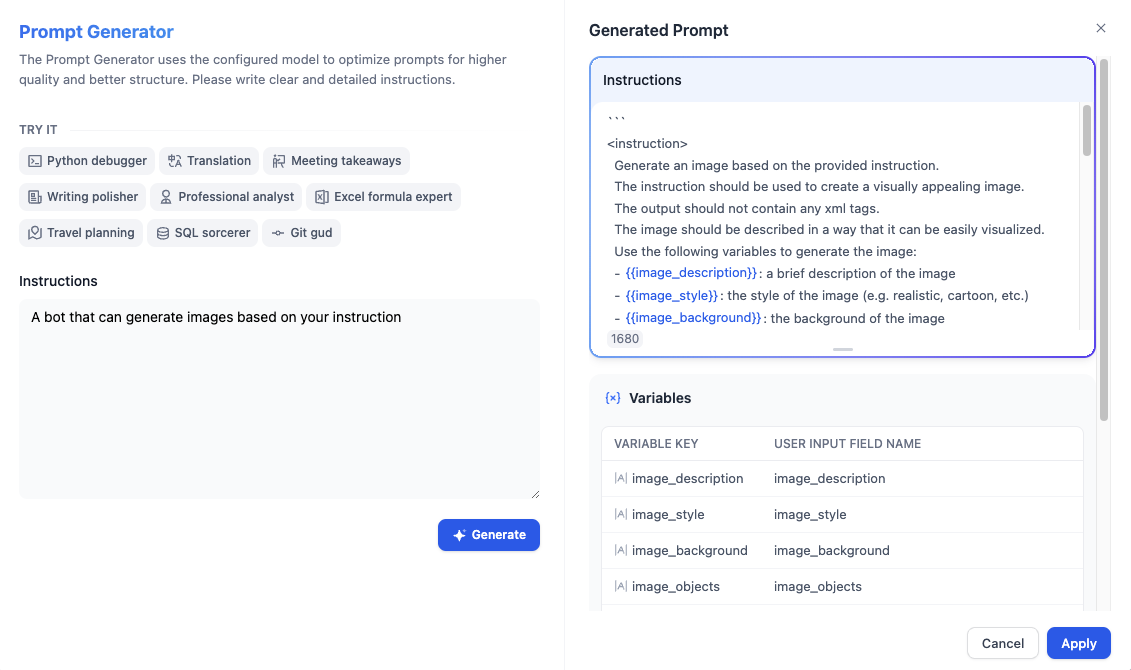 Prompt Generator
The Prompt Generator uses the configured model to optimize prompts for higher
quality and better structure. Please write clear and detailed instructions.
TRY IT
Python debugger
Translation
Meeting takeaways
Writing polisher
Professional analyst
Excel formula expert
Travel planning
SQL sorcerer
Git gud
Instructions
A bot that can generate images based on your instruction
Generate
Generated Prompt
Instructions
```
<instruction>
Generate an image based on the provided instruction.
The instruction should be used to create a visually appealing image.
The output should not contain any xml tags.
The image should be described in a way that it can be easily visualized.
Use the following variables to generate the image:
- {{image_description}}: a brief description of the image
- {{image_style}}: the style of the image (e.g. realistic, cartoon, etc.)
- {{image_background}}: the background of the image
1680
{x} Variables
VARIABLE KEY USER INPUT FIELD NAME
image_description image_description
image_style image_style
image_background image_background
image_objects image_objects
Cancel
Apply